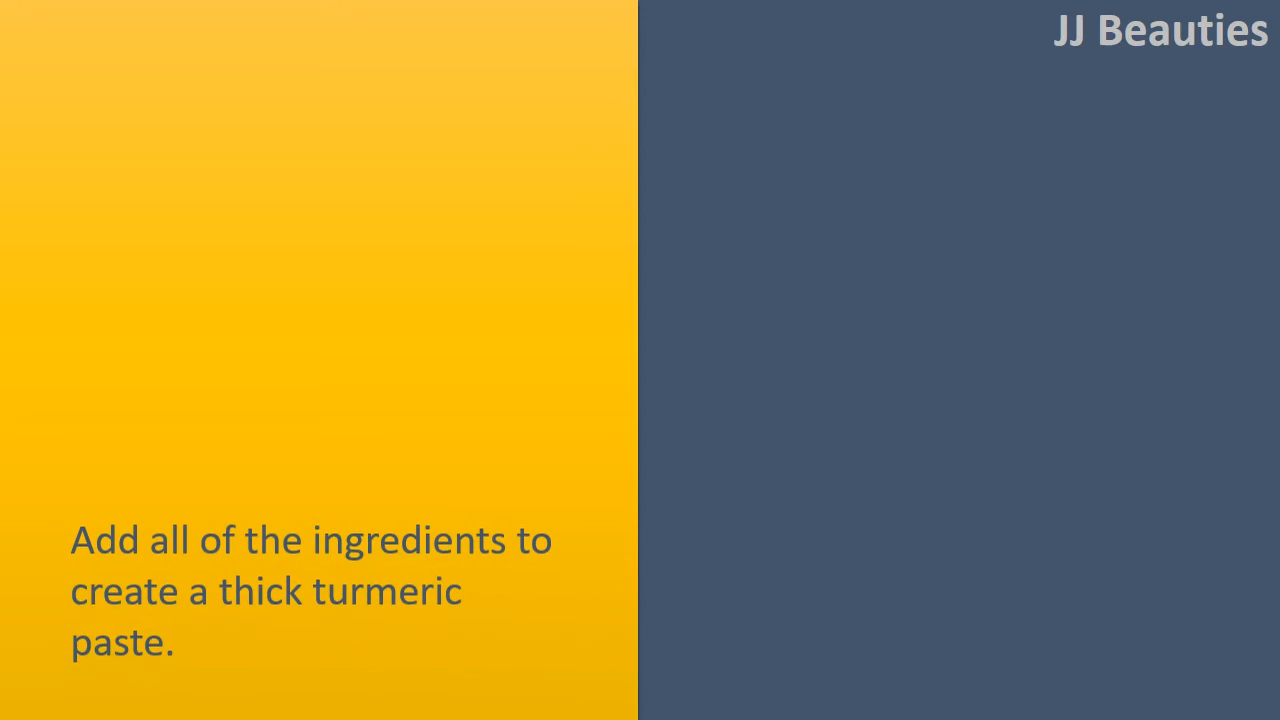 JJ Beauties
Add all of the ingredients to
create a thick turmeric
paste.